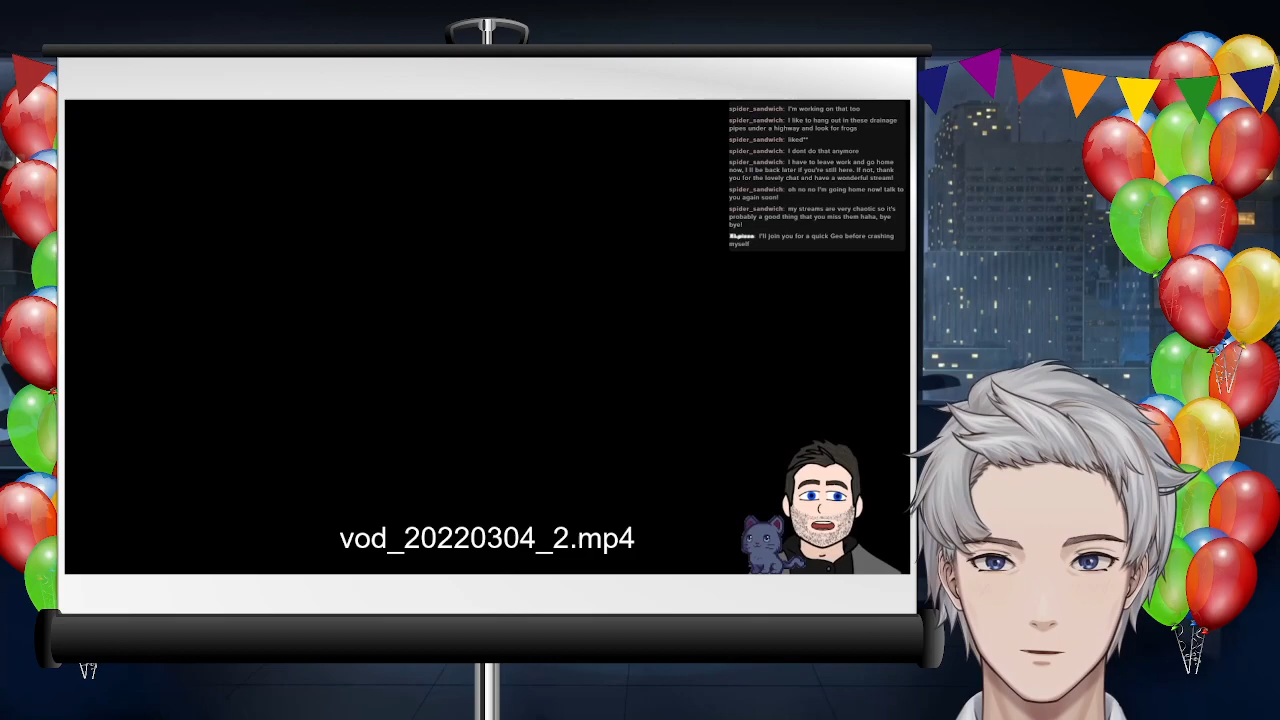 spider_sandwich: I'm working on that too
spider_sandwich: I like to hang out in these drainage
pipes under a highway and look for frogs
spider_sandwich: liked**
spider_sandwich: I dont do that anymore
spider_sandwich: I have to leave work and go home
now, I ll be back later if you're still here. If not, thank
you for the lovely chat and have a wonderful stream!
spider_sandwich: oh no no I'm going home now! talk to
you again soon!
spider_sandwich: my streams are very chaotic so it's
probably a good thing that you miss them haha, bye
bye!
I'll join you for a quick Geo before crashing
myself
vod_20220304_2.mp4